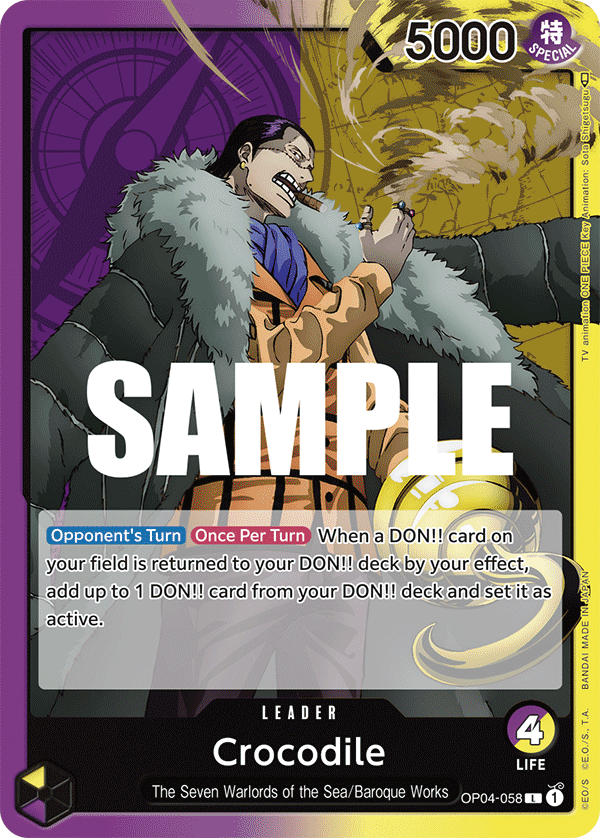 5000
特
SPECIAL
TV animation ONE PIECE Key Animation: Sota Shigetsugu
SAMPLE
Opponent's Turn Once Per Turn When a DON!! card on
your field is returned to your DON!! deck by your effect,
add up to 1 DON!! card from your DON!! deck and set it as
active.
LEADER
Crocodile
The Seven Warlords of the Sea/Baroque Works
4
LIFE
OP04-058 L 1
©E.O/S ©E.O./S., T.A. BANDAI MADE IN JAPAN